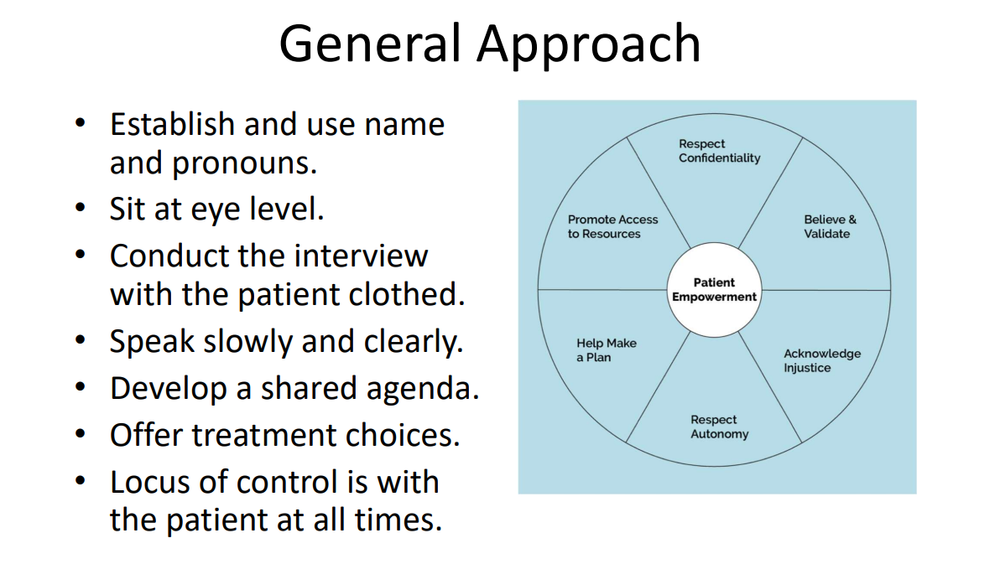 General Approach
• Establish and use name
and pronouns.
• Sit at eye level.
• Conduct the interview
with the patient clothed.
• Speak slowly and clearly.
• Develop a shared agenda.
• Offer treatment choices.
• Locus of control is with
the patient at all times.
Respect
Confidentiality
Believe &
Validate
Acknowledge
Injustice
Respect
Autonomy
Help Make
a Plan
Promote Access
to Resources
Patient
Empowerment